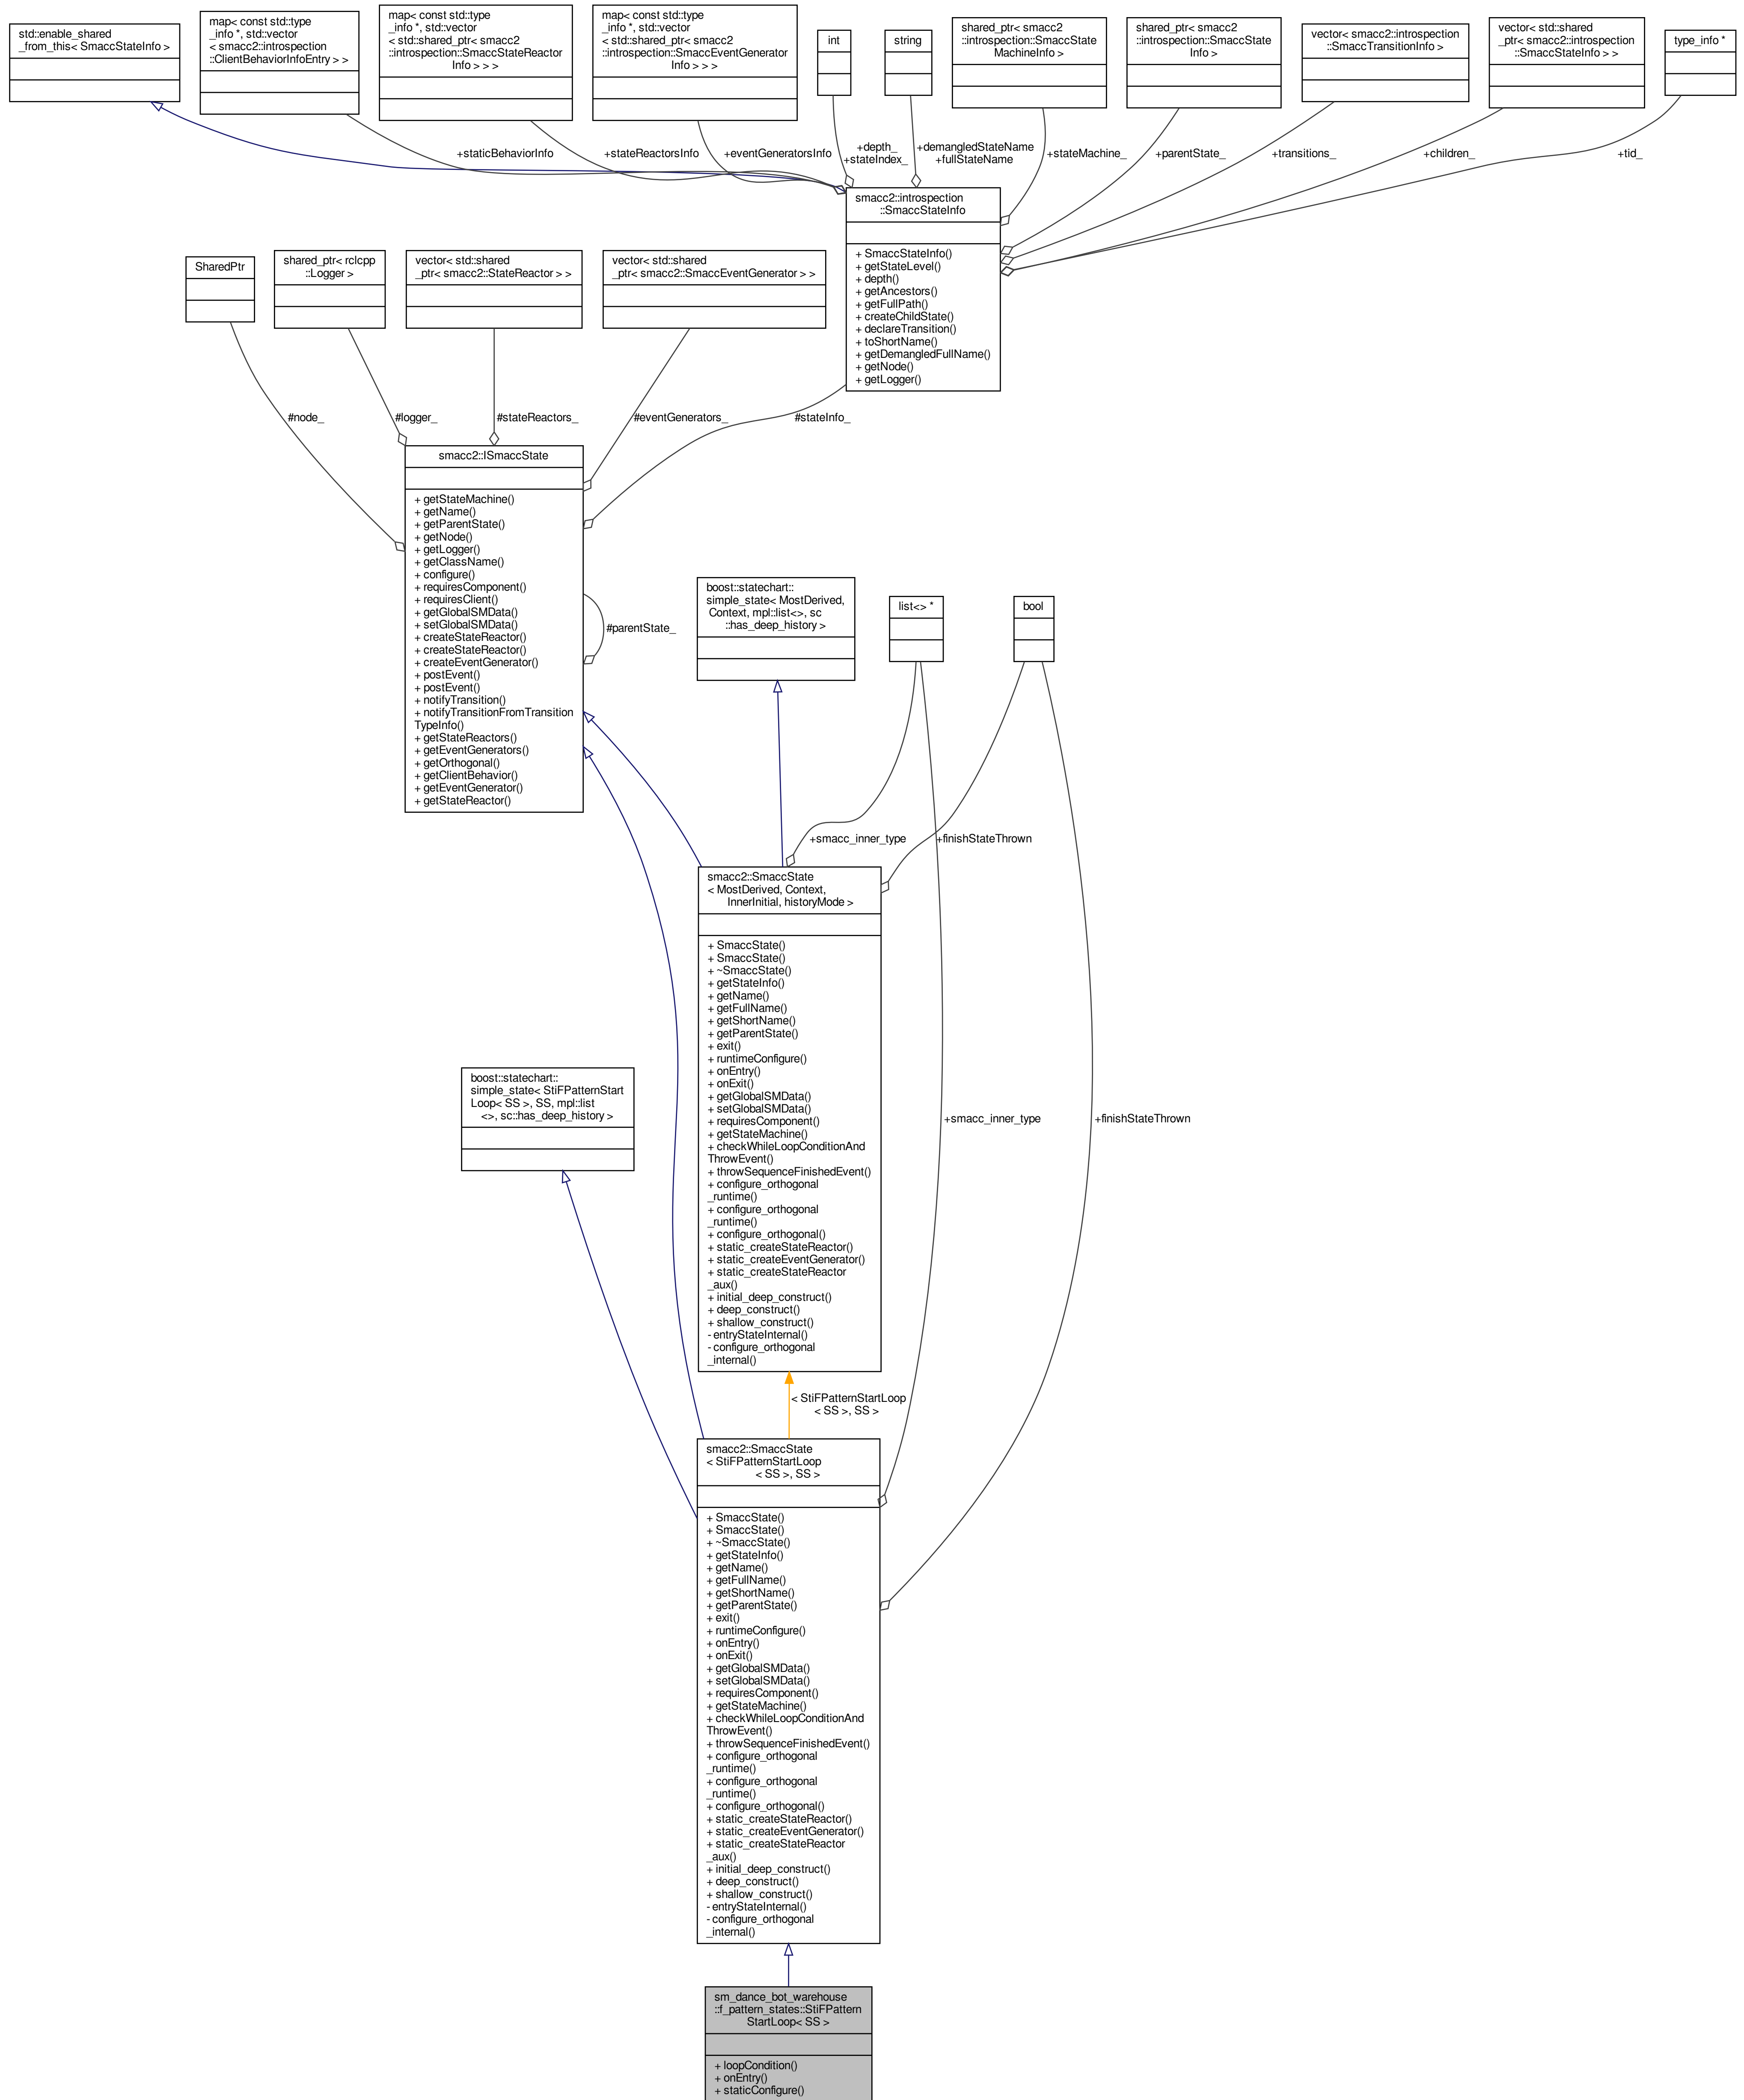 std::enable_shared
_from_this< SmaccStateInfo >
map< const std::type
_info *, std::vector
< smacc2::introspection
::ClientBehaviorInfoEntry > >
map< const std::type
_info *, std::vector
< std::shared_ptr< smacc2
::introspection::SmaccStateReactor
Info > > >
map< const std::type
_info *, std::vector
< std::shared_ptr< smacc2
::introspection::SmaccEventGenerator
Info > > >
int
string
shared_ptr< smacc2
::introspection::SmaccState
MachineInfo >
shared_ptr< smacc2
::introspection::SmaccState
Info >
vector< smacc2::introspection
::SmaccTransitionInfo >
vector< std::shared
_ptr< smacc2::introspection
::SmaccStateInfo > >
type_info *
+staticBehaviorInfo
+stateReactorsInfo
+eventGeneratorsInfo
+depth_
+stateIndex_
+demangledStateName
+fullStateName
+stateMachine_
+parentState_
+transitions_
+children_
+tid_
smacc2::introspection
::SmaccStateInfo
+ SmaccStateInfo()
+ getStateLevel()
+ depth()
+ getAncestors()
+ getFullPath()
+ createChildState()
+ declareTransition()
+ toShortName()
+ getDemangledFullName()
+ getNode()
+ getLogger()
SharedPtr
shared_ptr< rclcpp
::Logger >
vector< std::shared
_ptr< smacc2::StateReactor > >
vector< std::shared
_ptr< smacc2::SmaccEventGenerator > >
#node_
#logger_
#stateReactors_
#eventGenerators_
#stateInfo_
smacc2::ISmaccState
+ getStateMachine()
+ getName()
+ getParentState()
+ getNode()
+ getLogger()
+ getClassName()
+ configure()
+ requiresComponent()
+ requiresClient()
+ getGlobalSMData()
+ setGlobalSMData()
+ createStateReactor()
+ createStateReactor()
+ createEventGenerator()
+ postEvent()
+ postEvent()
+ notifyTransition()
+ notifyTransitionFromTransition
TypeInfo()
+ getStateReactors()
+ getEventGenerators()
+ getOrthogonal()
+ getClientBehavior()
+ getEventGenerator()
+ getStateReactor()
#parentState_
boost::statechart::
simple_state< MostDerived,
Context, mpl::list<>, sc
::has_deep_history >
list<> *
bool
+smacc_inner_type
+finishStateThrown
smacc2::SmaccState
< MostDerived, Context,
InnerInitial, historyMode >
+ SmaccState()
+ SmaccState()
+ ~SmaccState()
+ getStateInfo()
+ getName()
+ getFullName()
+ getShortName()
+ getParentState()
+ exit()
+ runtimeConfigure()
+ onEntry()
+ onExit()
+ getGlobalSMData()
+ setGlobalSMData()
+ requiresComponent()
+ getStateMachine()
+ checkWhileLoopConditionAnd
ThrowEvent()
+ throwSequenceFinishedEvent()
+ configure_orthogonal
_runtime()
+ configure_orthogonal
_runtime()
+ configure_orthogonal()
+ static_createStateReactor()
+ static_createEventGenerator()
+ static_createStateReactor
_aux()
+ initial_deep_construct()
+ deep_construct()
+ shallow_construct()
- entryStateInternal()
- configure_orthogonal
_internal()
boost::statechart::
simple_state< StiFPatternStart
Loop< SS >, SS, mpl::list
<>, sc::has_deep_history >
+smacc_inner_type
+finishStateThrown
< StiFPatternStartLoop
< SS >, SS >
smacc2::SmaccState
< StiFPatternStartLoop
< SS >, SS >
+ SmaccState()
+ SmaccState()
+ ~SmaccState()
+ getStateInfo()
+ getName()
+ getFullName()
+ getShortName()
+ getParentState()
+ exit()
+ runtimeConfigure()
+ onEntry()
+ onExit()
+ getGlobalSMData()
+ setGlobalSMData()
+ requiresComponent()
+ getStateMachine()
+ checkWhileLoopConditionAnd
ThrowEvent()
+ throwSequenceFinishedEvent()
+ configure_orthogonal
_runtime()
+ configure_orthogonal
_runtime()
+ configure_orthogonal()
+ static_createStateReactor()
+ static_createEventGenerator()
+ static_createStateReactor
_aux()
+ initial_deep_construct()
+ deep_construct()
+ shallow_construct()
- entryStateInternal()
- configure_orthogonal
_internal()
sm_dance_bot_warehouse
::f_pattern_states::StiFPattern
StartLoop< SS >
+ loopCondition()
+ onEntry()
+ staticConfigure()